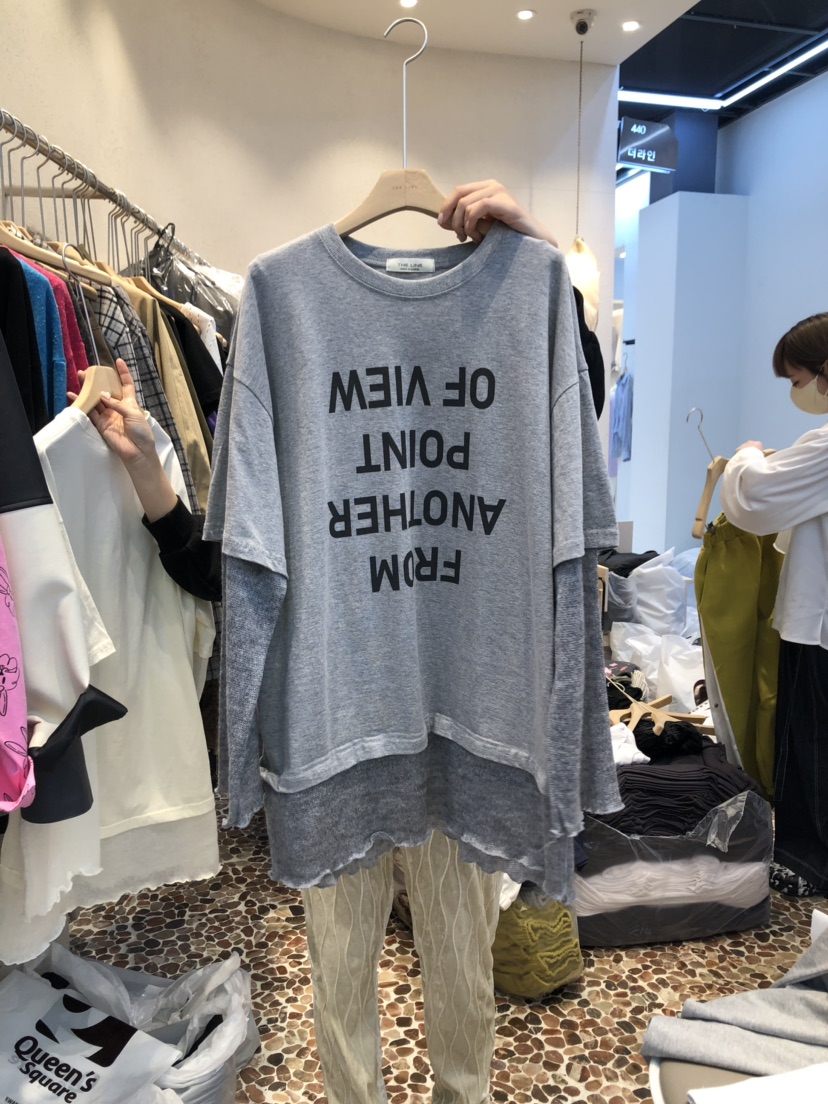 440
더라인
THE LINE
FROM
ANOTHER
POINT
OF VIEW
Queen's
Square